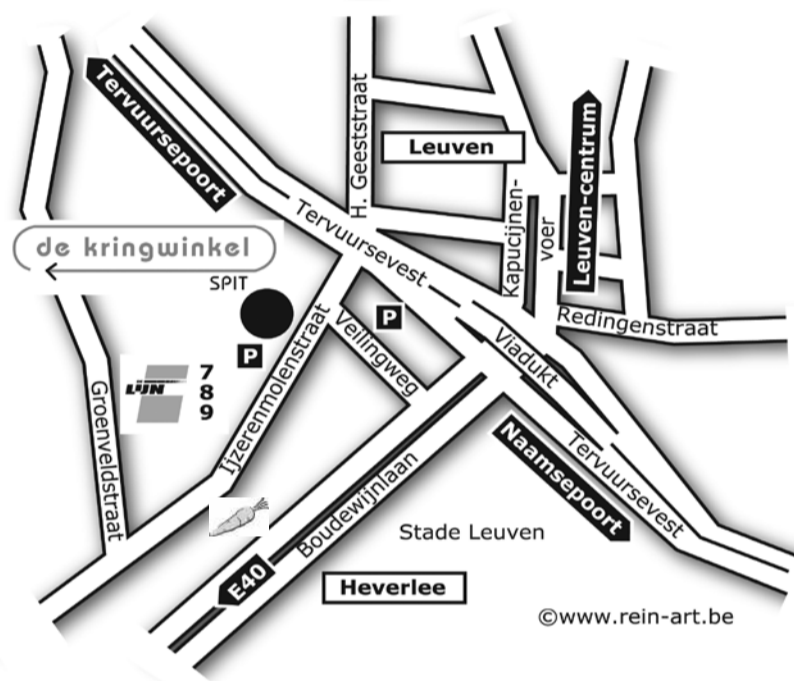 Tervuursepoort
H. Geeststraat
Leuven
Kapucijnen-
voer
Leuven-centrum
Tervuursevest
de kringwinkel
SPIT
P
P
Veilingweg
Viadukt
Redingenstraat
LIJN
7
8
9
Ijzerenmolenstraat
Groenveldstraat
Naamsepoort
Tervuursevest
Boudewijnlaan
Stade Leuven
E40
Heverlee
©www.rein-art.be